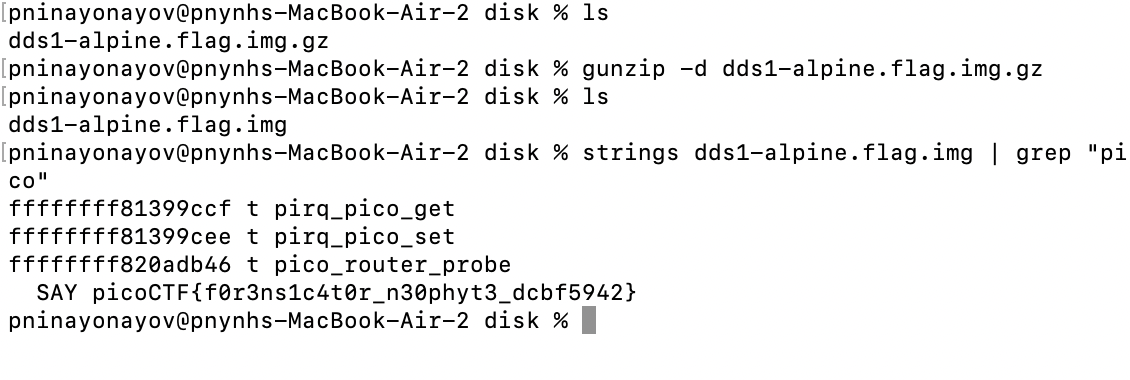 [pninayonayov@pnynhs-MacBook-Air-2 disk % ls
dds1-alpine.flag.img.gz
[pninayonayov@pnynhs-MacBook-Air-2 disk % gunzip -d dds1-alpine.flag.img.gz
[pninayonayov@pnynhs-MacBook-Air-2 disk % ls
dds1-alpine.flag.img
[pninayonayov@pnynhs-MacBook-Air-2 disk % strings dds1-alpine.flag.img | grep "pi
co"
ffffffff81399ccf t pirq_pico_get
ffffffff81399cee t pirq_pico_set
ffffffff820adb46 t pico_router_probe
  SAY picoCTF{f0r3ns1c4t0r_n30phyt3_dcbf5942}
pninayonayov@pnynhs-MacBook-Air-2 disk %